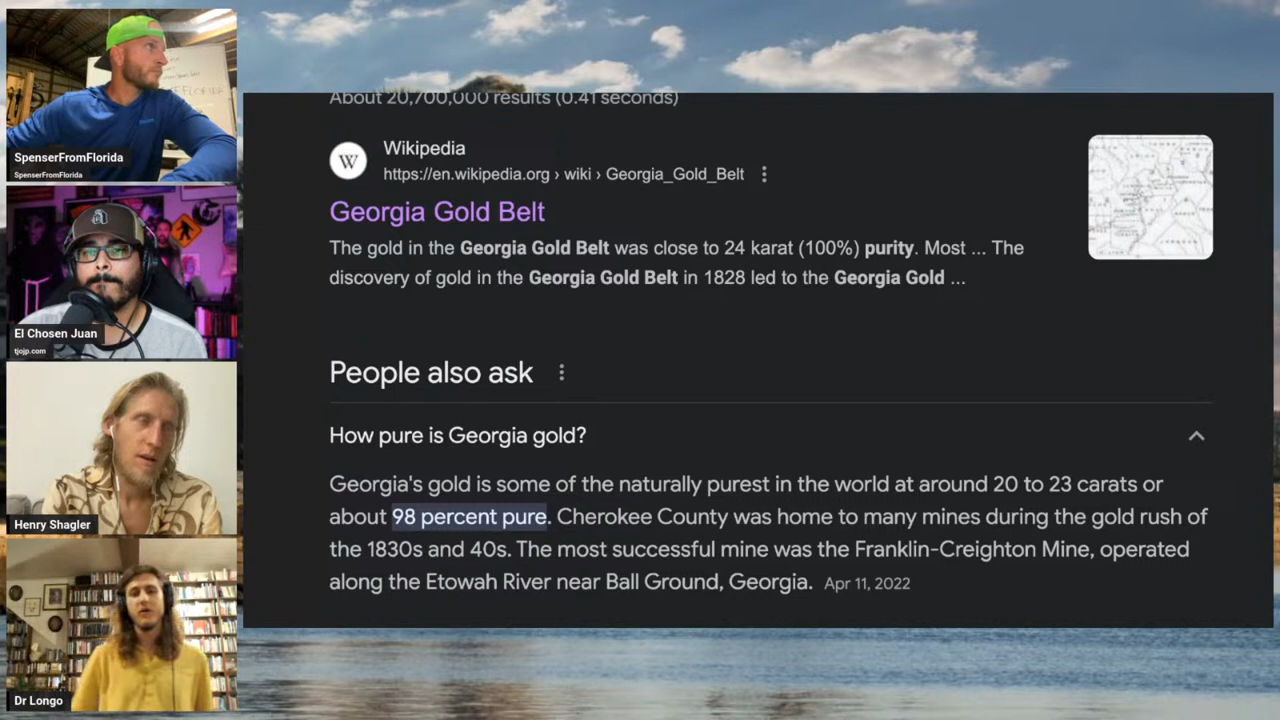 SpenserFromFlorida
SpenserFromFlorida
El Chosen Juan
tjojp.com
Henry Shagler
Dr Longo
About 20,700,000 results (0.41 seconds)
W
Wikipedia
https://en.wikipedia.org › wiki › Georgia_Gold_Belt
Georgia Gold Belt
The gold in the Georgia Gold Belt was close to 24 karat (100%) purity. Most ... The
discovery of gold in the Georgia Gold Belt in 1828 led to the Georgia Gold ...
People also ask
How pure is Georgia gold?
Georgia's gold is some of the naturally purest in the world at around 20 to 23 carats or
about 98 percent pure. Cherokee County was home to many mines during the gold rush of
the 1830s and 40s. The most successful mine was the Franklin-Creighton Mine, operated
along the Etowah River near Ball Ground, Georgia. Apr 11, 2022